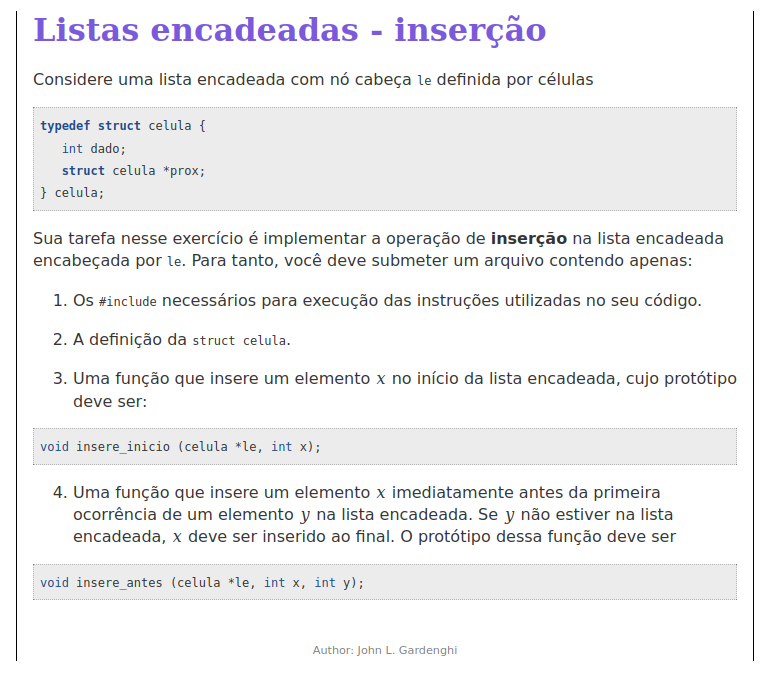 Listas encadeadas - inserção
Considere uma lista encadeada com nó cabeça le definida por células
typedef struct celula {
   int dado;
   struct celula *prox;
} celula;
Sua tarefa nesse exercício é implementar a operação de inserção na lista encadeada
encabeçada por le. Para tanto, você deve submeter um arquivo contendo apenas:
1. Os #include necessários para execução das instruções utilizadas no seu código.
2. A definição da struct celula.
3. Uma função que insere um elemento x no início da lista encadeada, cujo protótipo
deve ser:
void insere_inicio (celula *le, int x);
4. Uma função que insere um elemento x imediatamente antes da primeira
ocorrência de um elemento y na lista encadeada. Se y não estiver na lista
encadeada, x deve ser inserido ao final. O protótipo dessa função deve ser
void insere_antes (celula *le, int x, int y);
Author: John L. Gardenghi